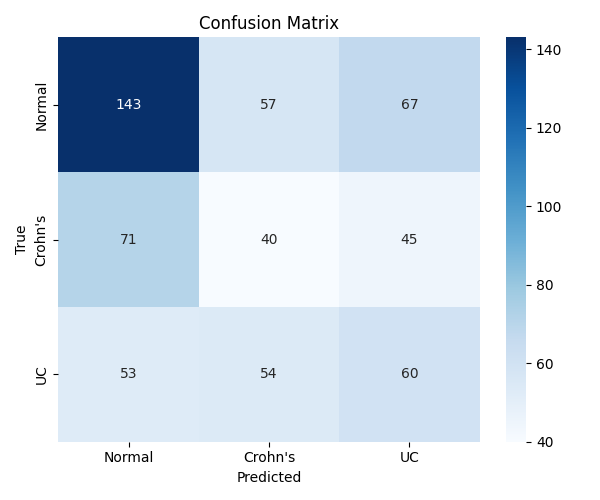 Confusion Matrix
True
Normal
143 57 67
Crohn's
71 40 45
UC
53 54 60
Normal Crohn's UC
Predicted
140
120
100
80
60
40